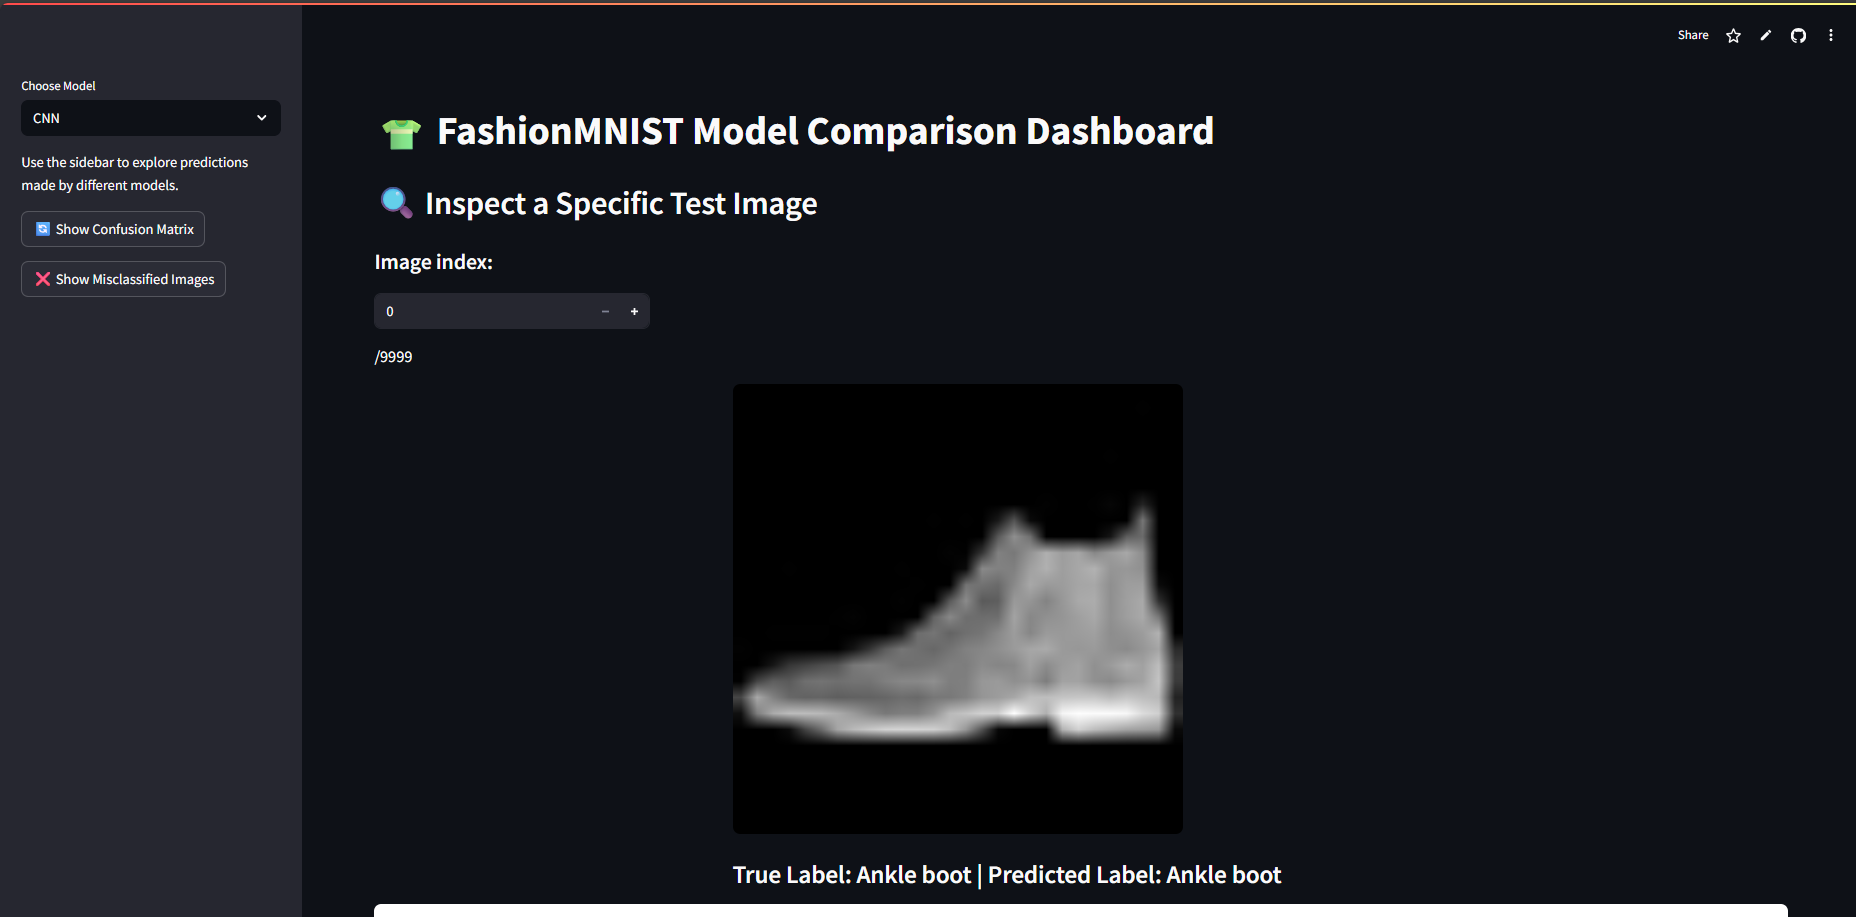 Share
Choose Model
CNN
Use the sidebar to explore predictions
made by different models.
Show Confusion Matrix
Show Misclassified Images
FashionMNIST Model Comparison Dashboard
Inspect a Specific Test Image
Image index:
0
/9999
True Label: Ankle boot | Predicted Label: Ankle boot